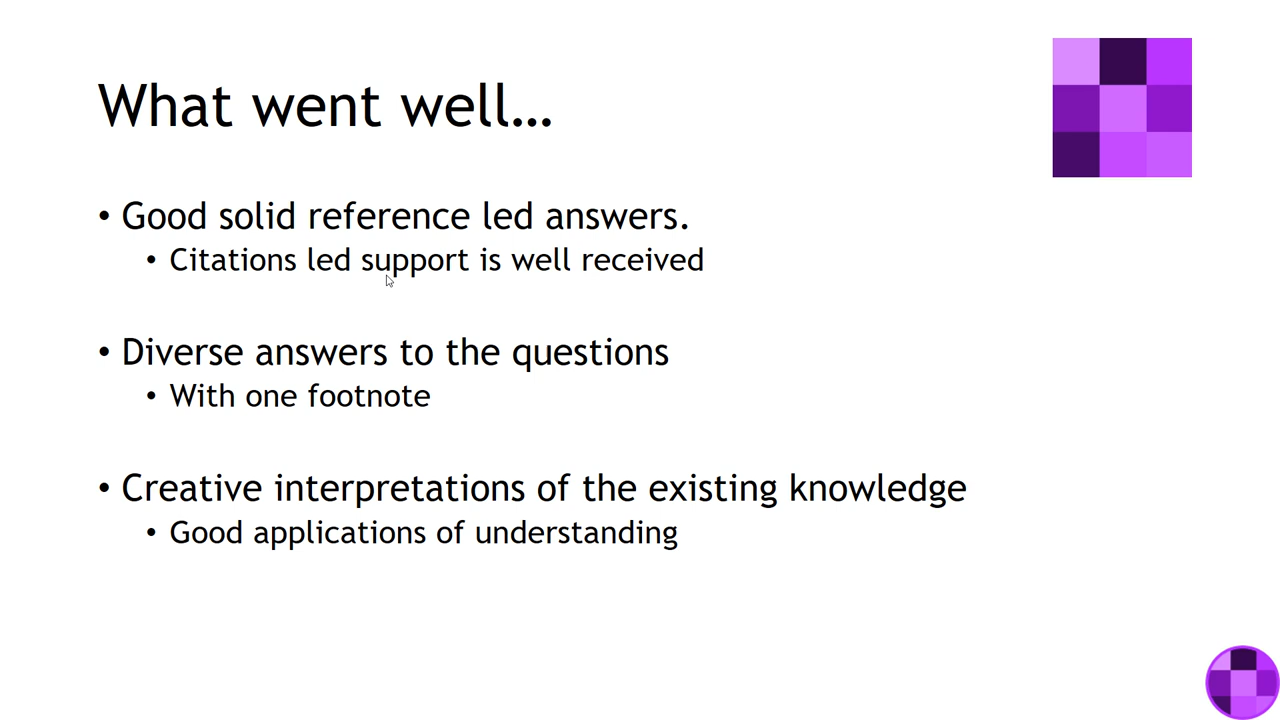 What went well…
• Good solid reference led answers.
• Citations led support is well received
• Diverse answers to the questions
• With one footnote
• Creative interpretations of the existing knowledge
• Good applications of understanding